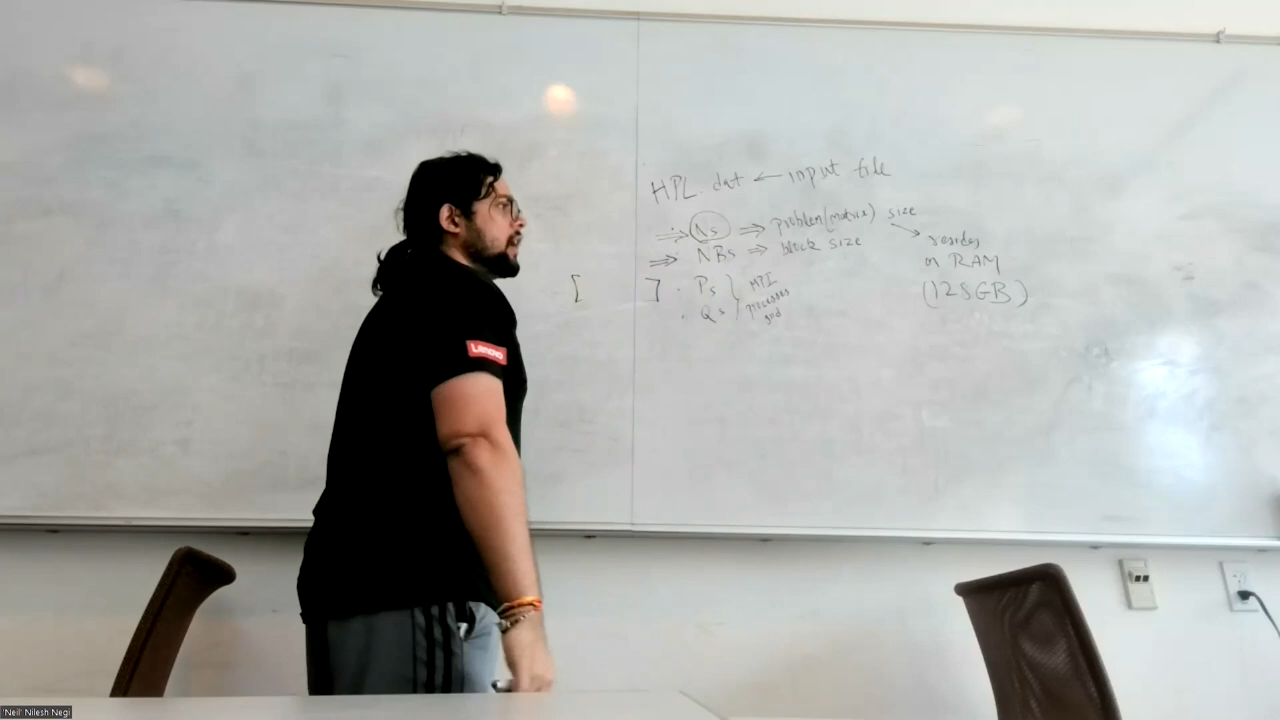 HPL dat ← input file
⇒ · Ns ⇒ problem (matrix) size
⇒ · NBs ⇒ block size
resides
in RAM
(128GB)
[ ] · Ps } MPI
· Qs processes
grid
Lenovo
'Neil' Nilesh Negi